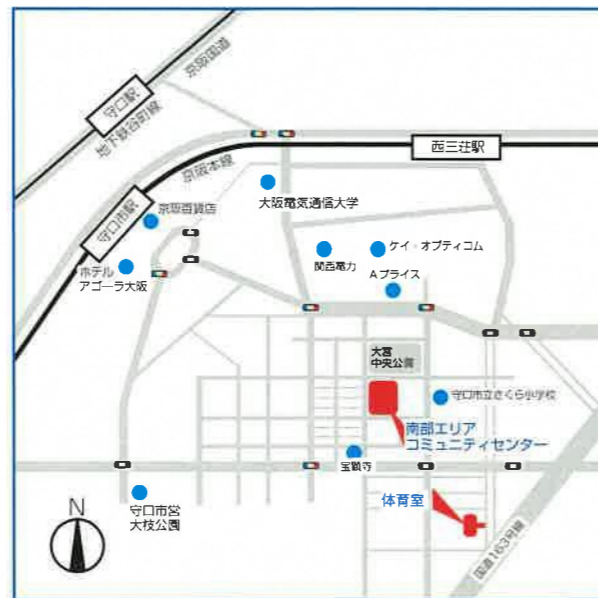 京阪国道
守口駅
地下鉄谷町線
京阪本線
西三荘駅
守口市駅
京阪百貨店
大阪電気通信大学
ホテル
アゴーラ大阪
関西電力
ケイ・オプティコム
Aプライス
大宮
中央公園
守口市立さくら小学校
南部エリア
コミュニティセンター
宝願寺
守口市営
大枝公園
体育室
国道163号線
N